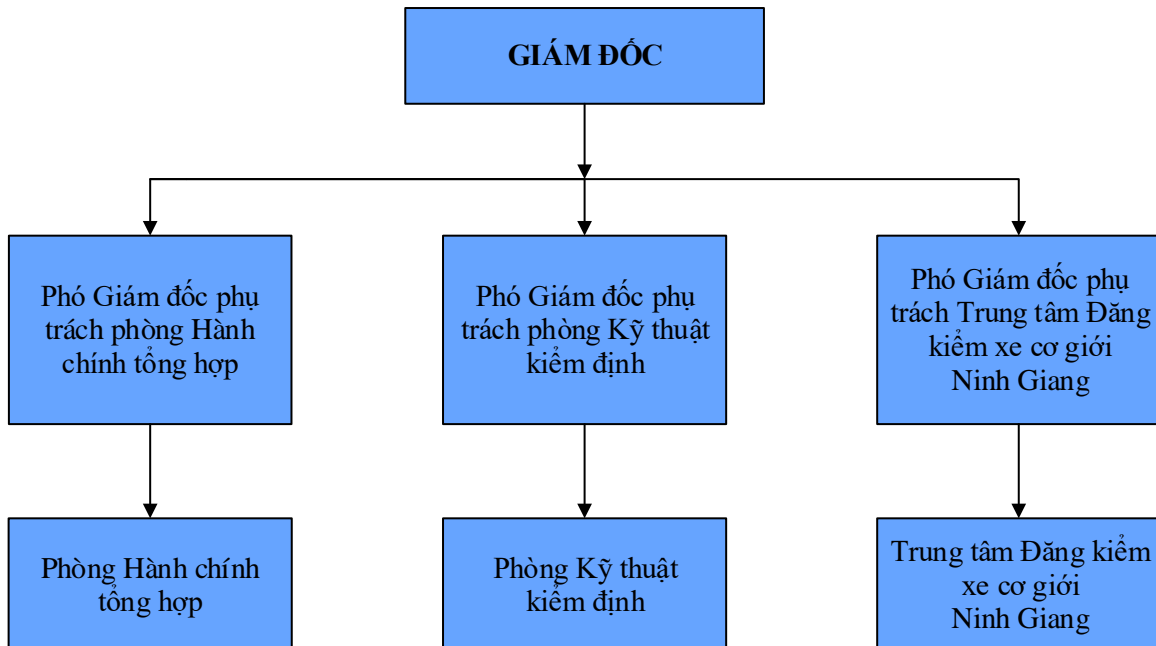 GIÁM ĐỐC
Phó Giám đốc phụ
trách phòng Hành
chính tổng hợp
Phó Giám đốc phụ
trách phòng Kỹ thuật
kiểm định
Phó Giám đốc phụ
trách Trung tâm Đăng
kiểm xe cơ giới
Ninh Giang
Phòng Hành chính
tổng hợp
Phòng Kỹ thuật
kiểm định
Trung tâm Đăng kiểm
xe cơ giới
Ninh Giang